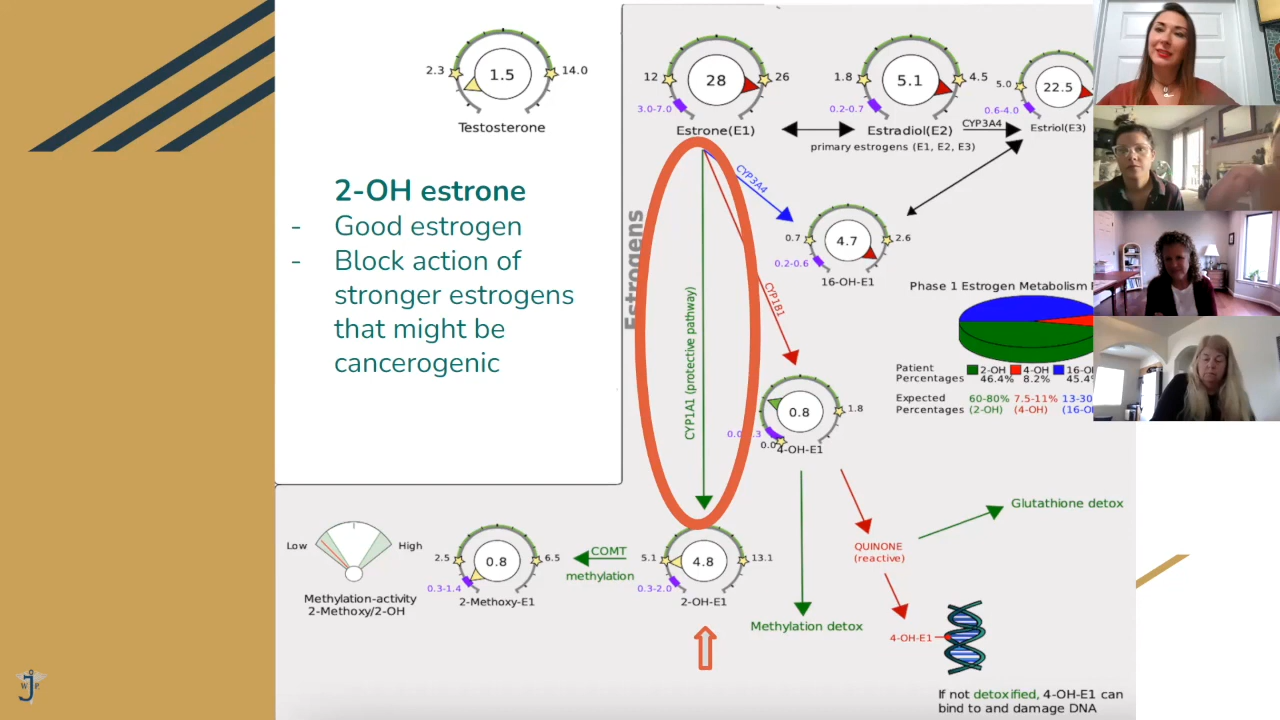 2.3
1.5
14.0
Testosterone
2-OH estrone
- Good estrogen
- Block action of
stronger estrogens
that might be
cancerogenic
Estrogens
12
28
26
3.0-7.0
Estrone(E1)
1.8
5.1
4.5
0.2-0.7
Estradiol(E2)
5.0
22.5
0.6-4.0
Estriol(E3)
CYP3A4
primary estrogens (E1, E2, E3)
CYP3A4
0.7
4.7
2.6
0.2-0.6
16-OH-E1
CYP1B1
CYP1A1 (protective pathway)
Phase 1 Estrogen Metabolism
Patient
Percentages
2-OH 4-OH
46.4% 8.2% 45.4
Expected
Percentages
60-80% 7.5-11% 13-30
(2-OH) (4-OH)
0.8
1.8
4-OH-E1
Low
High
Methylation-activity
2-Methoxy/2-OH
2.5
0.8
6.5
0.3-1.4
2-Methoxy-E1
COMT
methylation
5.1
4.8
13.1
0.3-2.0
2-OH-E1
QUINONE
(reactive)
Glutathione detox
Methylation detox
4-OH-E1
If not detoxified, 4-OH-E1 can
bind to and damage DNA
W J P